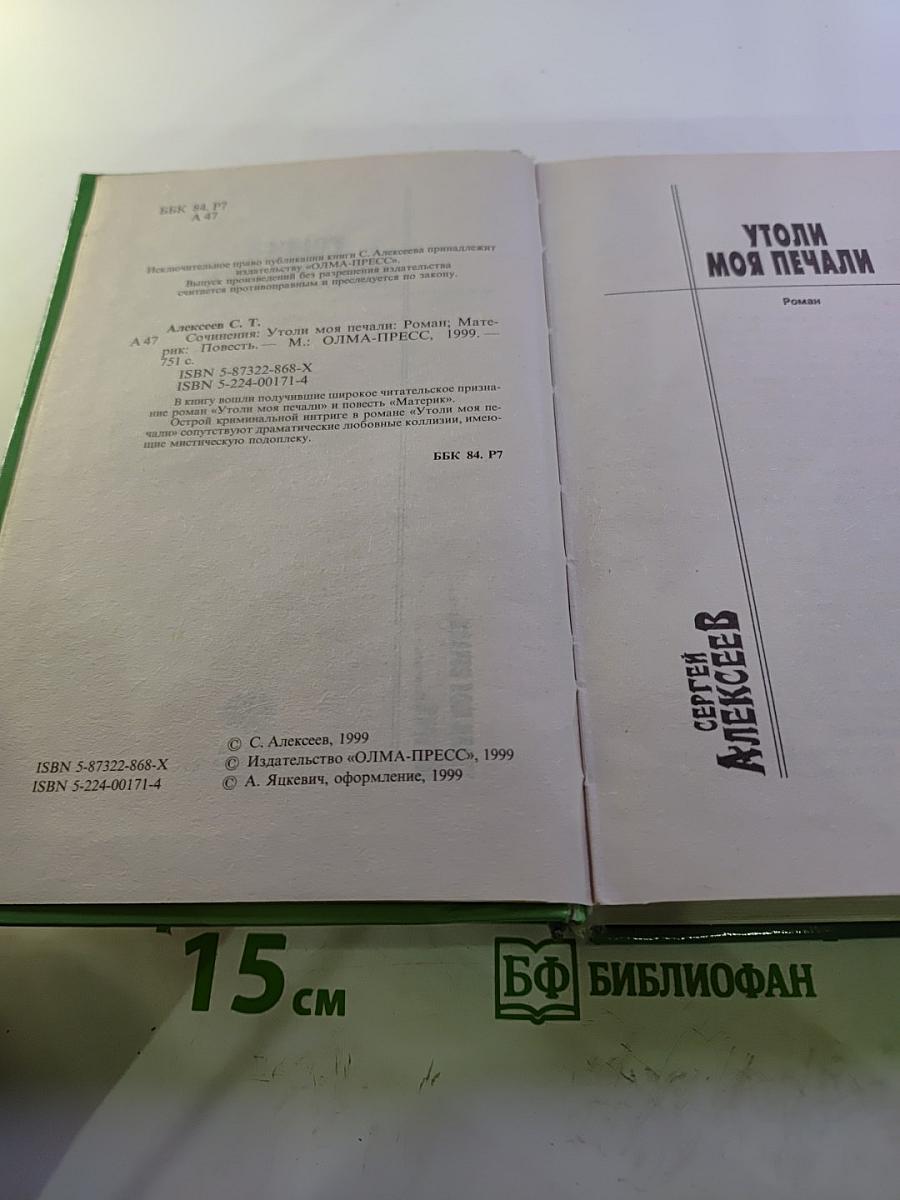 ББК 84. Р7
А 47
Исключительное право публикации книги С. Алексеева принадлежит
издательству «ОЛМА-ПРЕСС».
Выпуск произведений без разрешения издательства
считается противоправным и преследуется по закону.
Алексеев С. Т.
А 47 Сочинения: Утоли моя печали: Роман; Мате-
рик: Повесть.— М.: ОЛМА-ПРЕСС, 1999.—
751 с.
ISBN 5-87322-868-X
ISBN 5-224-00171-4
В книгу вошли получившие широкое читательское призна-
ние роман «Утоли моя печали» и повесть «Материк».
Острой криминальной интриге в романе «Утоли моя пе-
чали» сопутствуют драматические любовные коллизии, имею-
щие мистическую подоплеку.
ББК 84. Р7
ISBN 5-87322-868-X
ISBN 5-224-00171-4
© С. Алексеев, 1999
© Издательство «ОЛМА-ПРЕСС», 1999
© А. Яцкевич, оформление, 1999
УТОЛИ
МОЯ ПЕЧАЛИ
Роман
СЕРГЕЙ
АЛЕКСЕЕВ
15 см
БФ БИБЛИОФАН